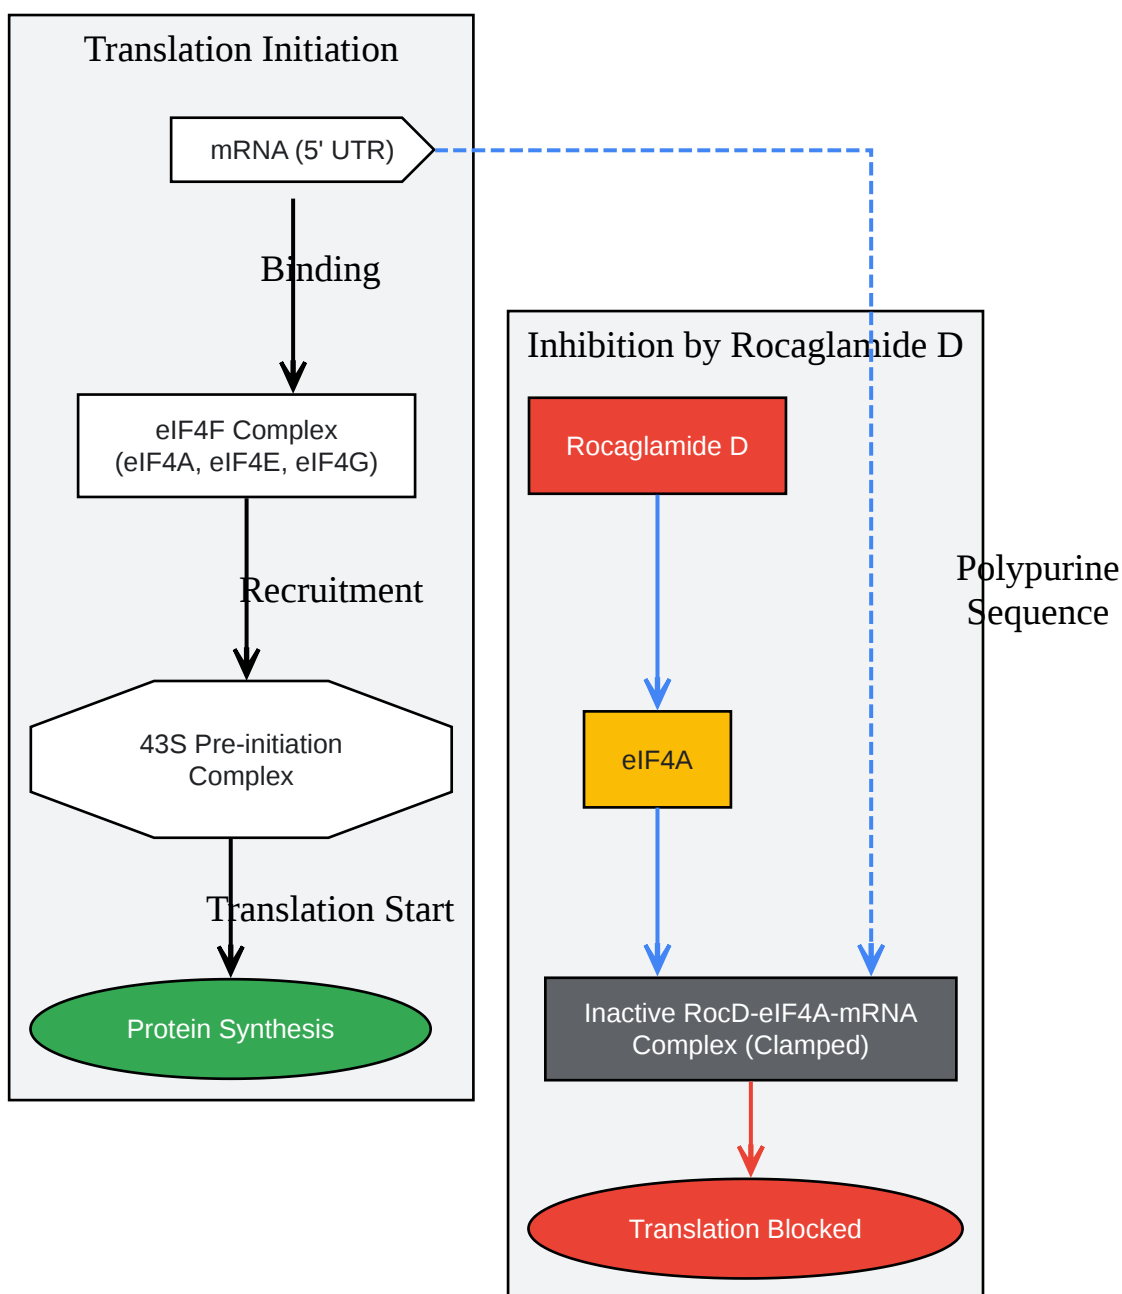 Translation Initiation
mRNA (5' UTR)
Binding
eIF4F Complex
(eIF4A, eIF4E, eIF4G)
Recruitment
43S Pre-initiation
Complex
Translation Start
Protein Synthesis
Inhibition by Rocaglamide D
Rocaglamide D
Polypurine
Sequence
eIF4A
Inactive RocD-eIF4A-mRNA
Complex (Clamped)
Translation Blocked